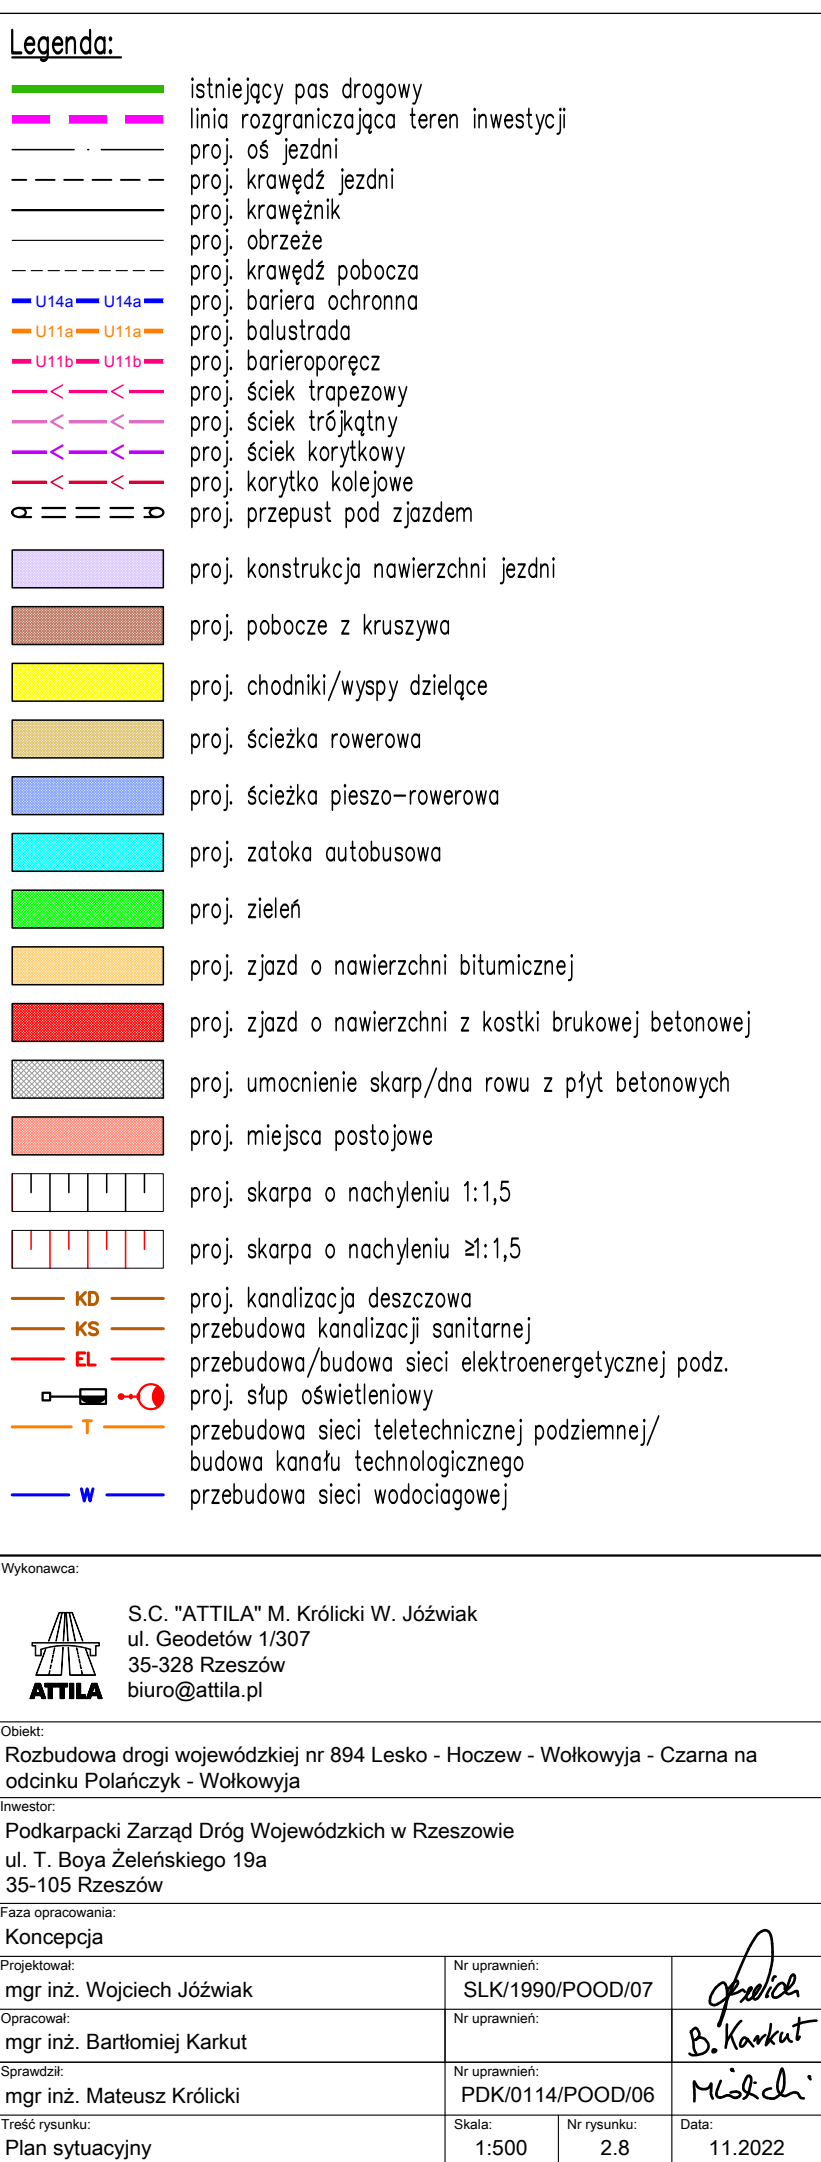 Legenda:
istniejący pas drogowy
linia rozgraniczająca teren inwestycji
proj. oś jezdni
proj. krawędź jezdni
proj. krawężnik
proj. obrzeże
proj. krawędź pobocza
U14a U14a proj. bariera ochronna
U11a U11a proj. balustrada
U11b U11b proj. barieroporęcz
proj. ściek trapezowy
proj. ściek trójkątny
proj. ściek korytkowy
proj. korytko kolejowe
proj. przepust pod zjazdem
proj. konstrukcja nawierzchni jezdni
proj. pobocze z kruszywa
proj. chodniki/wyspy dzielące
proj. ścieżka rowerowa
proj. ścieżka pieszo-rowerowa
proj. zatoka autobusowa
proj. zieleń
proj. zjazd o nawierzchni bitumicznej
proj. zjazd o nawierzchni z kostki brukowej betonowej
proj. umocnienie skarp/dna rowu z płyt betonowych
proj. miejsca postojowe
proj. skarpa o nachyleniu 1:1,5
proj. skarpa o nachyleniu ≥1:1,5
KD proj. kanalizacja deszczowa
KS przebudowa kanalizacji sanitarnej
EL przebudowa/budowa sieci elektroenergetycznej podz.
proj. słup oświetleniowy
T przebudowa sieci teletechnicznej podziemnej/
budowa kanału technologicznego
W przebudowa sieci wodociagowej
Wykonawca:
S.C. "ATTILA" M. Królicki W. Jóźwiak
ul. Geodetów 1/307
35-328 Rzeszów
ATTILA biuro@attila.pl
Obiekt:
Rozbudowa drogi wojewódzkiej nr 894 Lesko - Hoczew - Wołkowyja - Czarna na
odcinku Polańczyk - Wołkowyja
Inwestor:
Podkarpacki Zarząd Dróg Wojewódzkich w Rzeszowie
ul. T. Boya Żeleńskiego 19a
35-105 Rzeszów
Faza opracowania:
Koncepcja
Projektował: Nr uprawnień:
mgr inż. Wojciech Jóźwiak SLK/1990/POOD/07
Opracował: Nr uprawnień:
mgr inż. Bartłomiej Karkut B. Karkut
Sprawdził: Nr uprawnień:
mgr inż. Mateusz Królicki PDK/0114/POOD/06
Treść rysunku: Skala: Nr rysunku: Data:
Plan sytuacyjny 1:500 2.8 11.2022